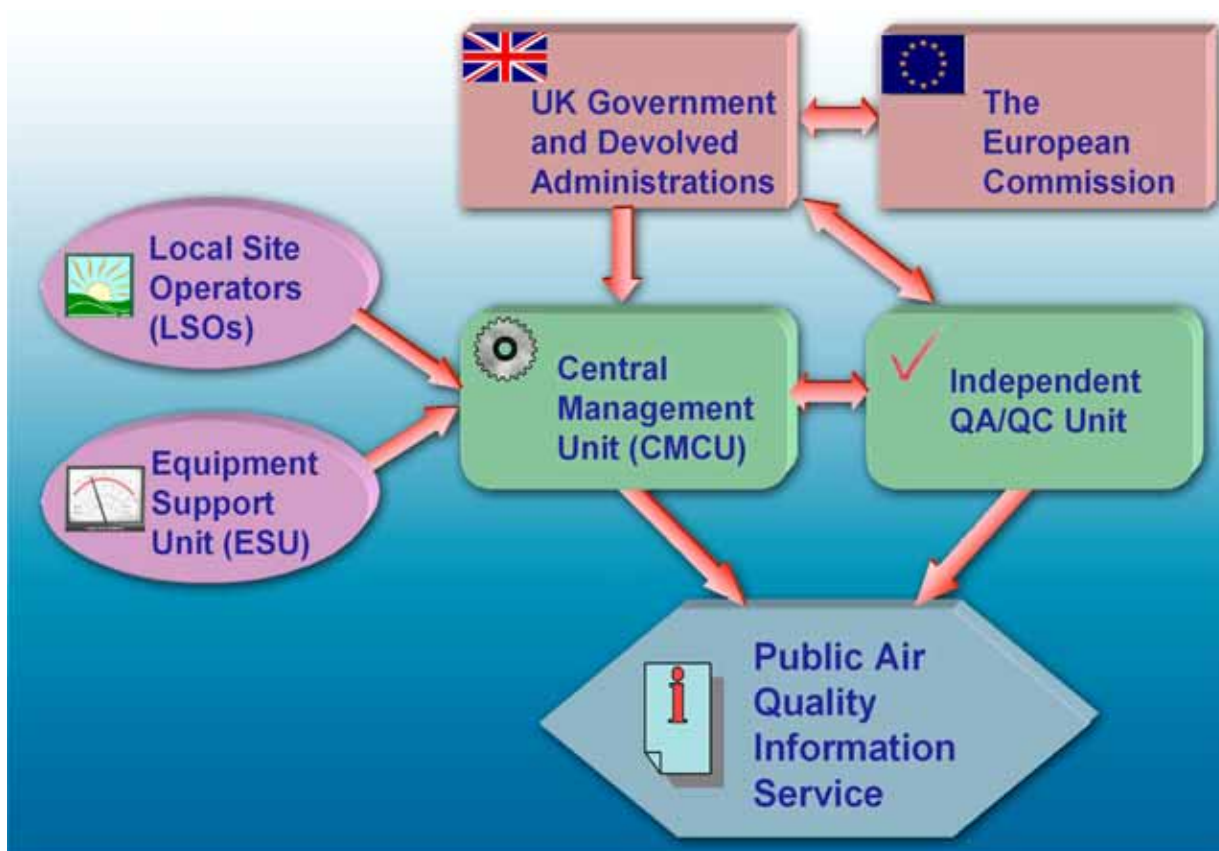 UK Government
and Devolved
Administrations
The
European
Commission
Local Site
Operators
(LSOs)
Central
Management
Unit (CMCU)
Independent
QA/QC Unit
Equipment
Support
Unit (ESU)
Public Air
Quality
Information
Service
i